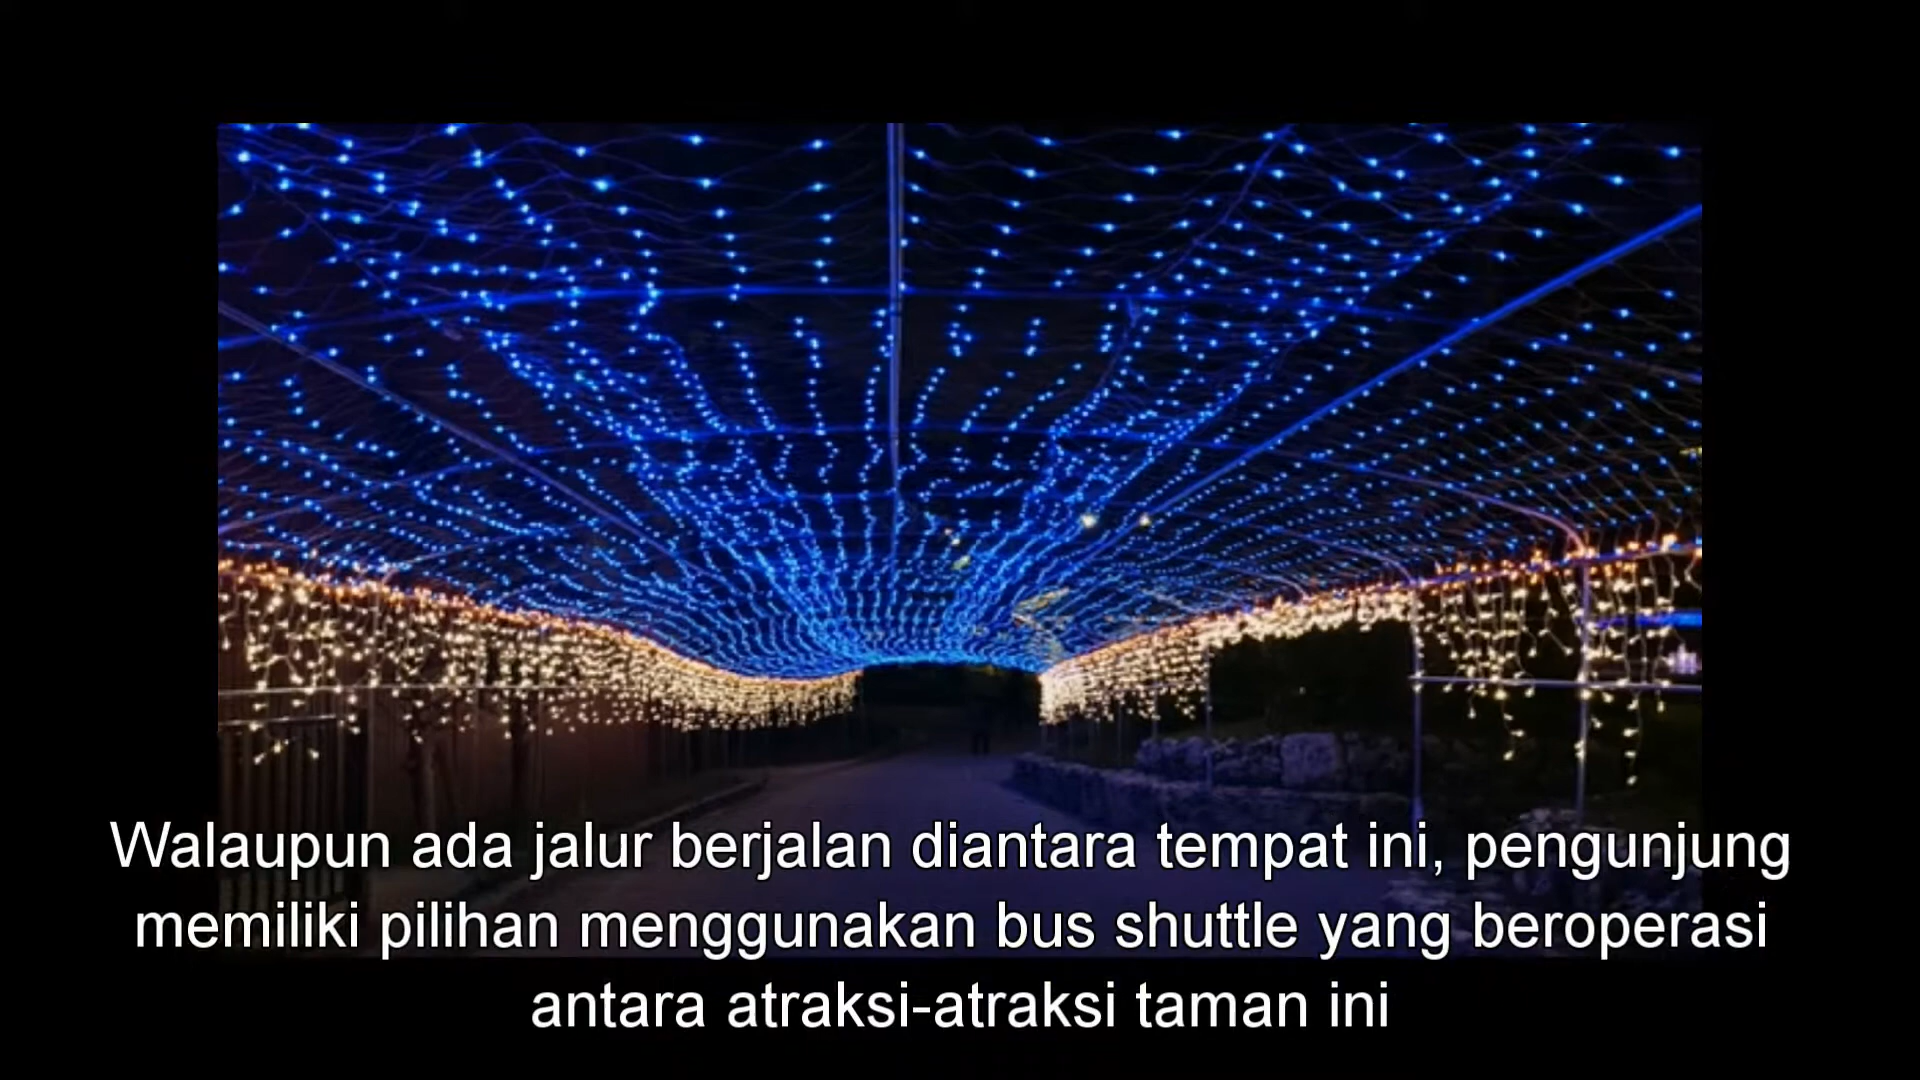 Walaupun ada jalur berjalan diantara tempat ini, pengunjung
memiliki pilihan menggunakan bus shuttle yang beroperasi
antara atraksi-atraksi taman ini